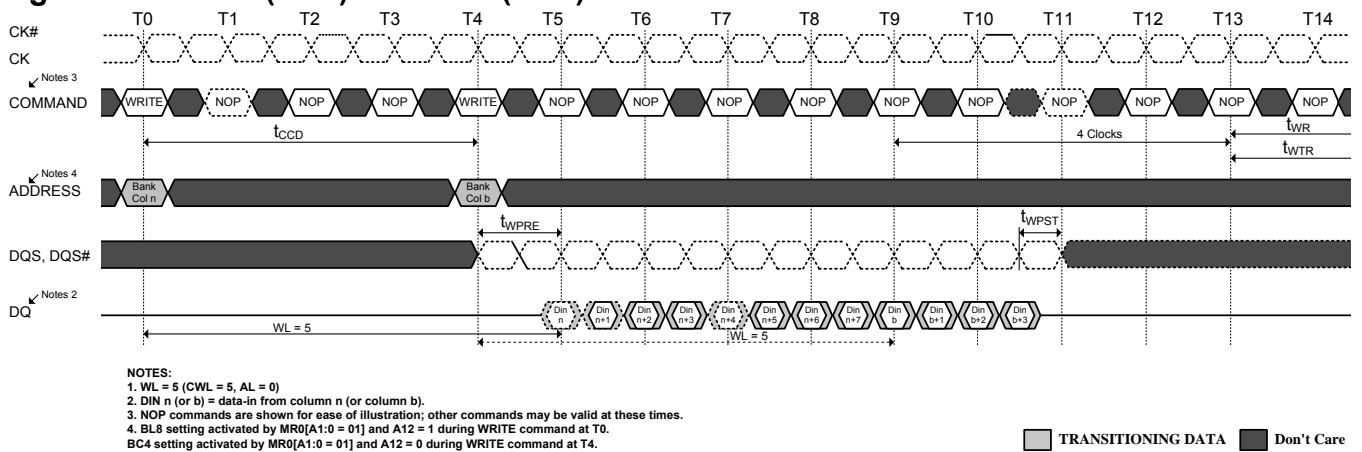 T0 T1 T2 T3 T4 T5 T6 T7 T8 T9 T10 T11 T12 T13 T14
CK#
CK
Notes 3
COMMAND WRITE NOP NOP NOP WRITE NOP NOP NOP NOP NOP NOP NOP NOP NOP NOP
tCCD 4 Clocks tWR
tWTR
Notes 4
ADDRESS Bank Col n Bank Col b
tWPRE tWPST
DQS, DQS#
Notes 2
DQ Din n Din n+1 Din n+2 Din n+3 Din n+4 Din n+5 Din n+6 Din n+7 Din b Din b+1 Din b+2 Din b+3
WL = 5 WL = 5
NOTES:
1. WL = 5 (CWL = 5, AL = 0)
2. DIN n (or b) = data-in from column n (or column b).
3. NOP commands are shown for ease of illustration; other commands may be valid at these times.
4. BL8 setting activated by MR0[A1:0 = 01] and A12 = 1 during WRITE command at T0.
BC4 setting activated by MR0[A1:0 = 01] and A12 = 0 during WRITE command at T4.
TRANSITIONING DATA Don't Care